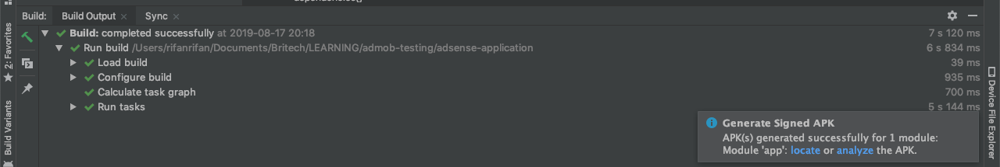 Build:
Build Output ×
Sync ×
Build: completed successfully at 2019-08-17 20:18
7 s 120 ms
Run build /Users/rifanrifan/Documents/Britech/LEARNING/admob-testing/adsense-application
6 s 834 ms
Load build
39 ms
Configure build
935 ms
Calculate task graph
700 ms
Run tasks
5 s 144 ms
Generate Signed APK
APK(s) generated successfully for 1 module:
Module 'app': locate or analyze the APK.
2: Favorites
Build Variants
Device File Explorer